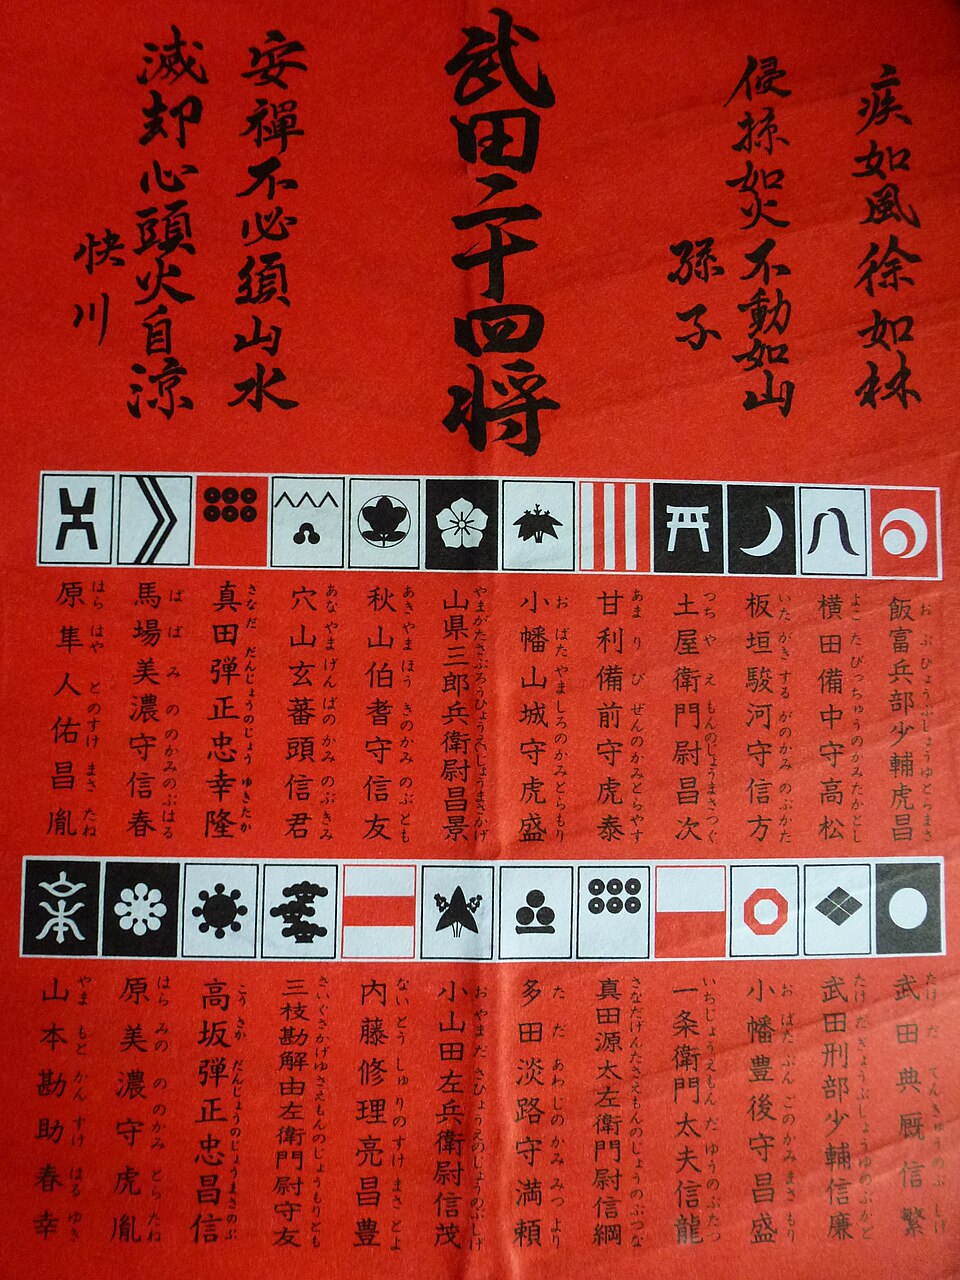 疾如風徐如林
侵掠如火不動如山
孫子
武田二十四将
安禪不必須山水
滅却心頭火自涼
快川
飯富兵部少輔虎昌
おぶひょうぶしょうゆとらまさ
横田備中守高松
よこたびっちゅうのかみたかとし
板垣駿河守信方
いたがきするがのかみのぶかた
土屋右衛門尉昌次
つちやえもんのじょうまさつぐ
甘利備前守虎泰
あまりびぜんのかみとらやす
小幡山城守虎盛
おばたやましろのかみとらもり
山県三郎兵衛尉昌景
やまがたさぶろうひょうえじょうまさかげ
秋山伯耆守信友
あきやまほうきのかみのぶとも
穴山玄蕃頭信君
あなやまげんばのかみのぶきみ
真田弾正忠幸隆
さなだだんじょうのじょうゆきたか
馬場美濃守信春
ばばみののかみのぶはる
原隼人佑昌胤
はらはやとのすけまさたね
武田典厩信繁
たけだてんきゅうのぶしげ
武田刑部少輔信廉
たけだぎょうぶしょうゆのぶかど
小幡豊後守昌盛
おばたぶんごのかみまさもり
一条右衛門太夫信龍
いちじょうえもんだゆうのぶたつ
真田源太左衛門尉信綱
さなだげんたさえもんのじょうのぶつな
多田淡路守満頼
ただあわじのかみみつより
小山田左兵衛尉信茂
おやまださひょうえのじょうのぶしげ
内藤修理亮昌豊
ないとうしゅりのすけまさとよ
三枝勘解由左衛門尉守友
さいぐさかげゆさえもんのじょうもりとも
高坂弾正忠昌信
こうさかだんじょうのじょうまさのぶ
原美濃守虎胤
はらみののかみとらたね
山本勘助春幸
やまもとかんすけはるゆき